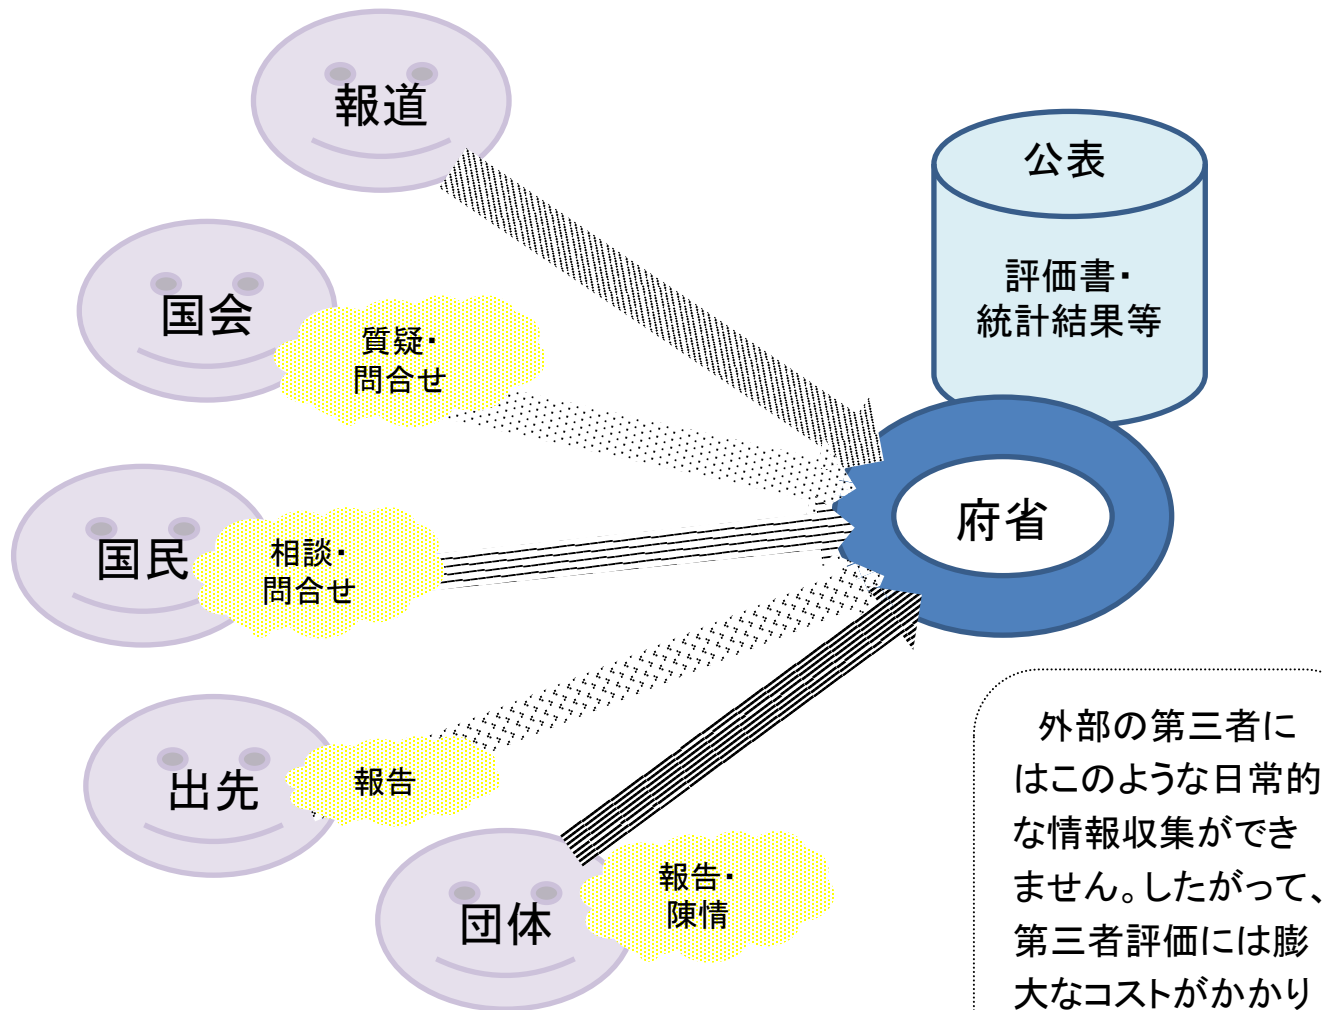 報道
公表
評価書・
統計結果等
国会
質疑・
問合せ
府省
国民
相談・
問合せ
出先
報告
団体
報告・
陳情
外部の第三者に
はこのような日常的
な情報収集ができ
ません。したがって、
第三者評価には膨
大なコストがかかり